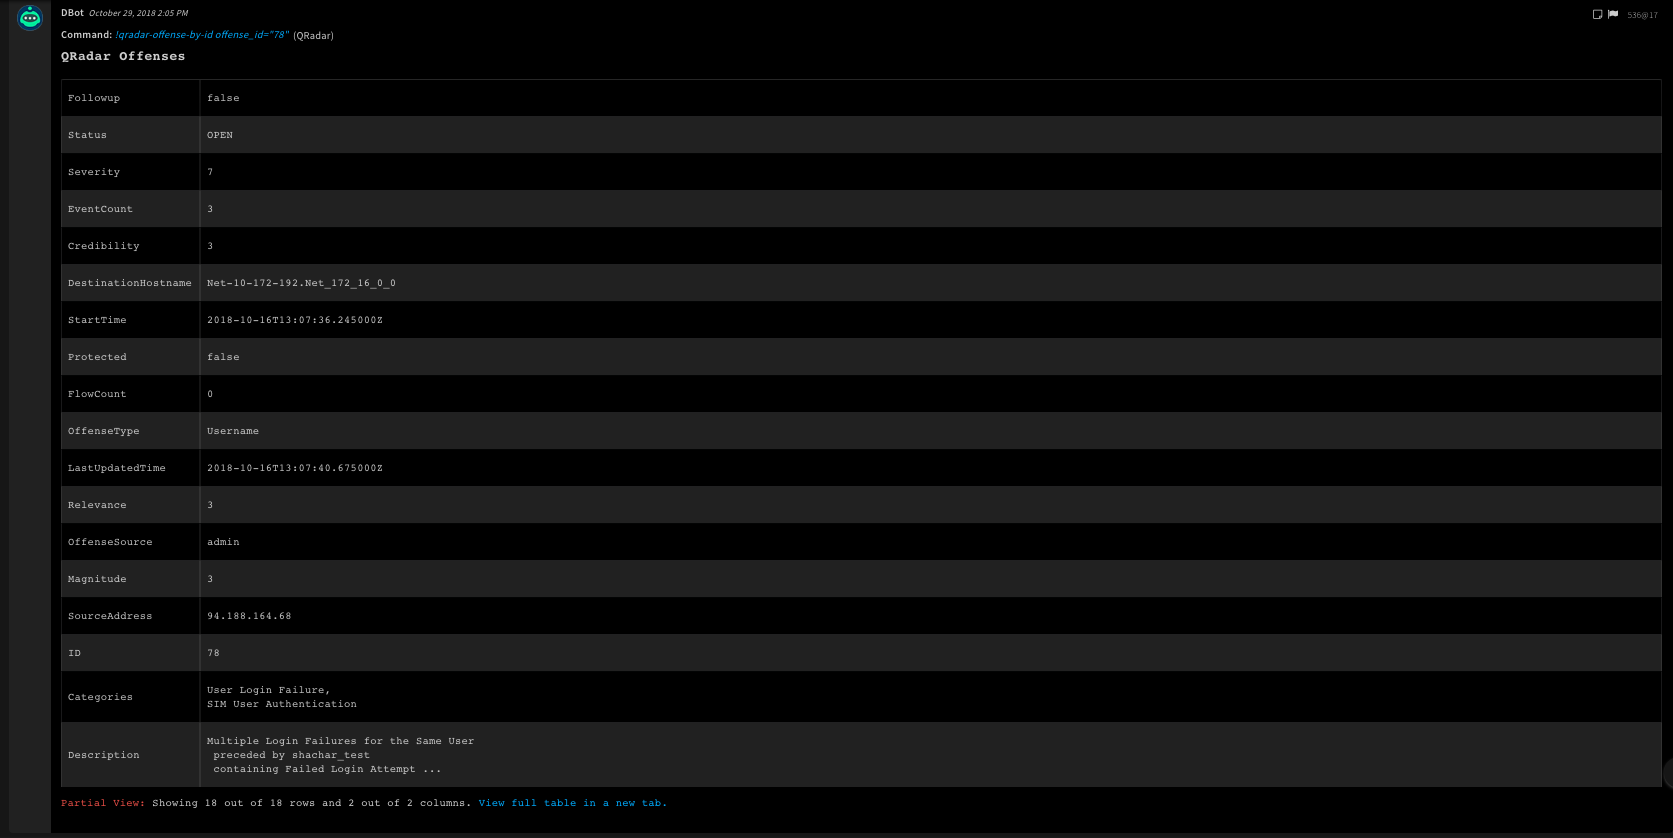 DBot October 29, 2018 2:05 PM
536@17
Command: !qradar-offense-by-id offense_id="78" (QRadar)
QRadar Offenses
Followup false
Status OPEN
Severity 7
EventCount 3
Credibility 3
DestinationHostname Net-10-172-192.Net_172_16_0_0
StartTime 2018-10-16T13:07:36.245000Z
Protected false
FlowCount 0
OffenseType Username
LastUpdatedTime 2018-10-16T13:07:40.675000Z
Relevance 3
OffenseSource admin
Magnitude 3
SourceAddress 94.188.164.68
ID 78
Categories
User Login Failure,
SIM User Authentication
Description
Multiple Login Failures for the Same User
preceded by shachar_test
containing Failed Login Attempt ...
Partial View: Showing 18 out of 18 rows and 2 out of 2 columns. View full table in a new tab.